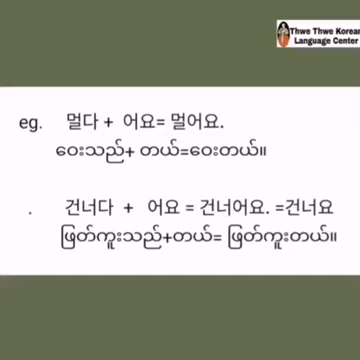 Thwe Thwe Korean
Language Center
eg. 멀다 + 어요= 멀어요.
ဝေးသည်+ တယ်=ဝေးတယ်။
. 건너다 + 어요 = 건너어요. =건너요
ဖြတ်ကူးသည်+တယ်= ဖြတ်ကူးတယ်။